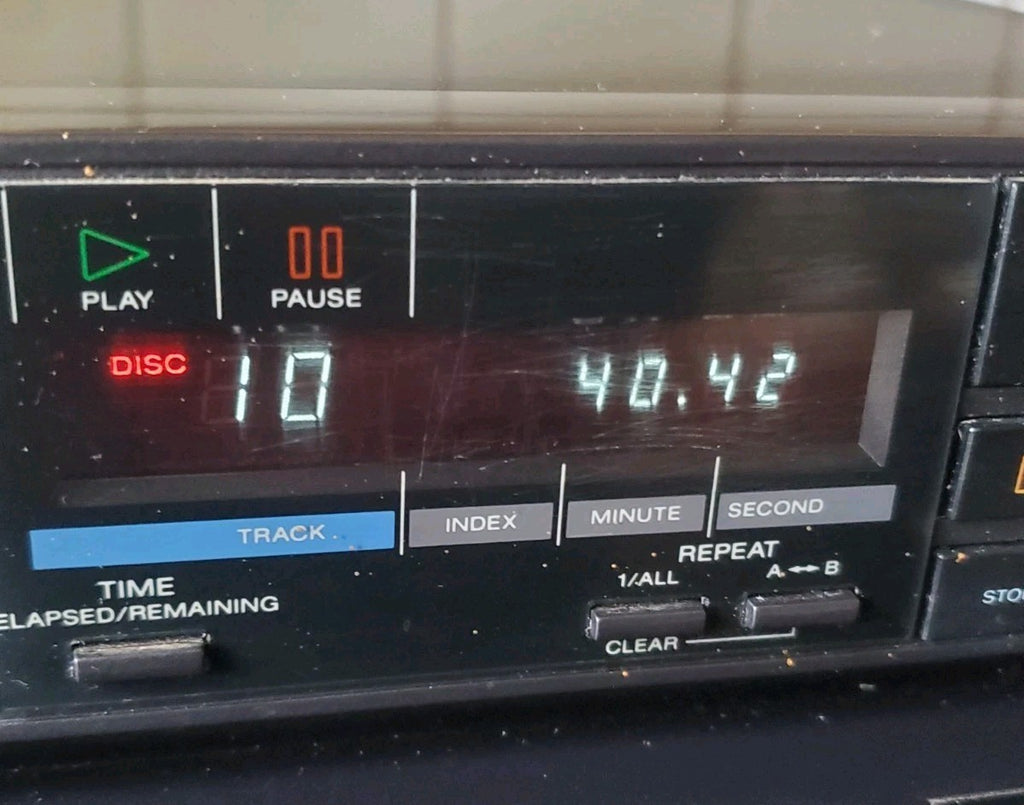 PLAY PAUSE
DISC 10 40.42
TRACK INDEX MINUTE SECOND
TIME REPEAT
ELAPSED/REMAINING 1/ALL A↔B
CLEAR